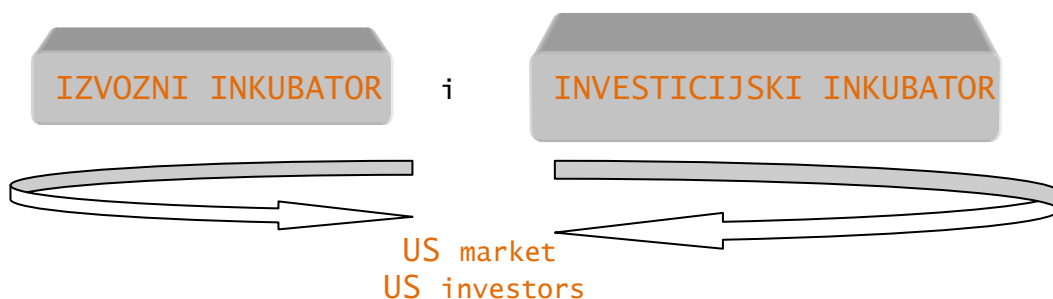 IZVOZNI INKUBATOR i INVESTICIJSKI INKUBATOR
US market
US investors